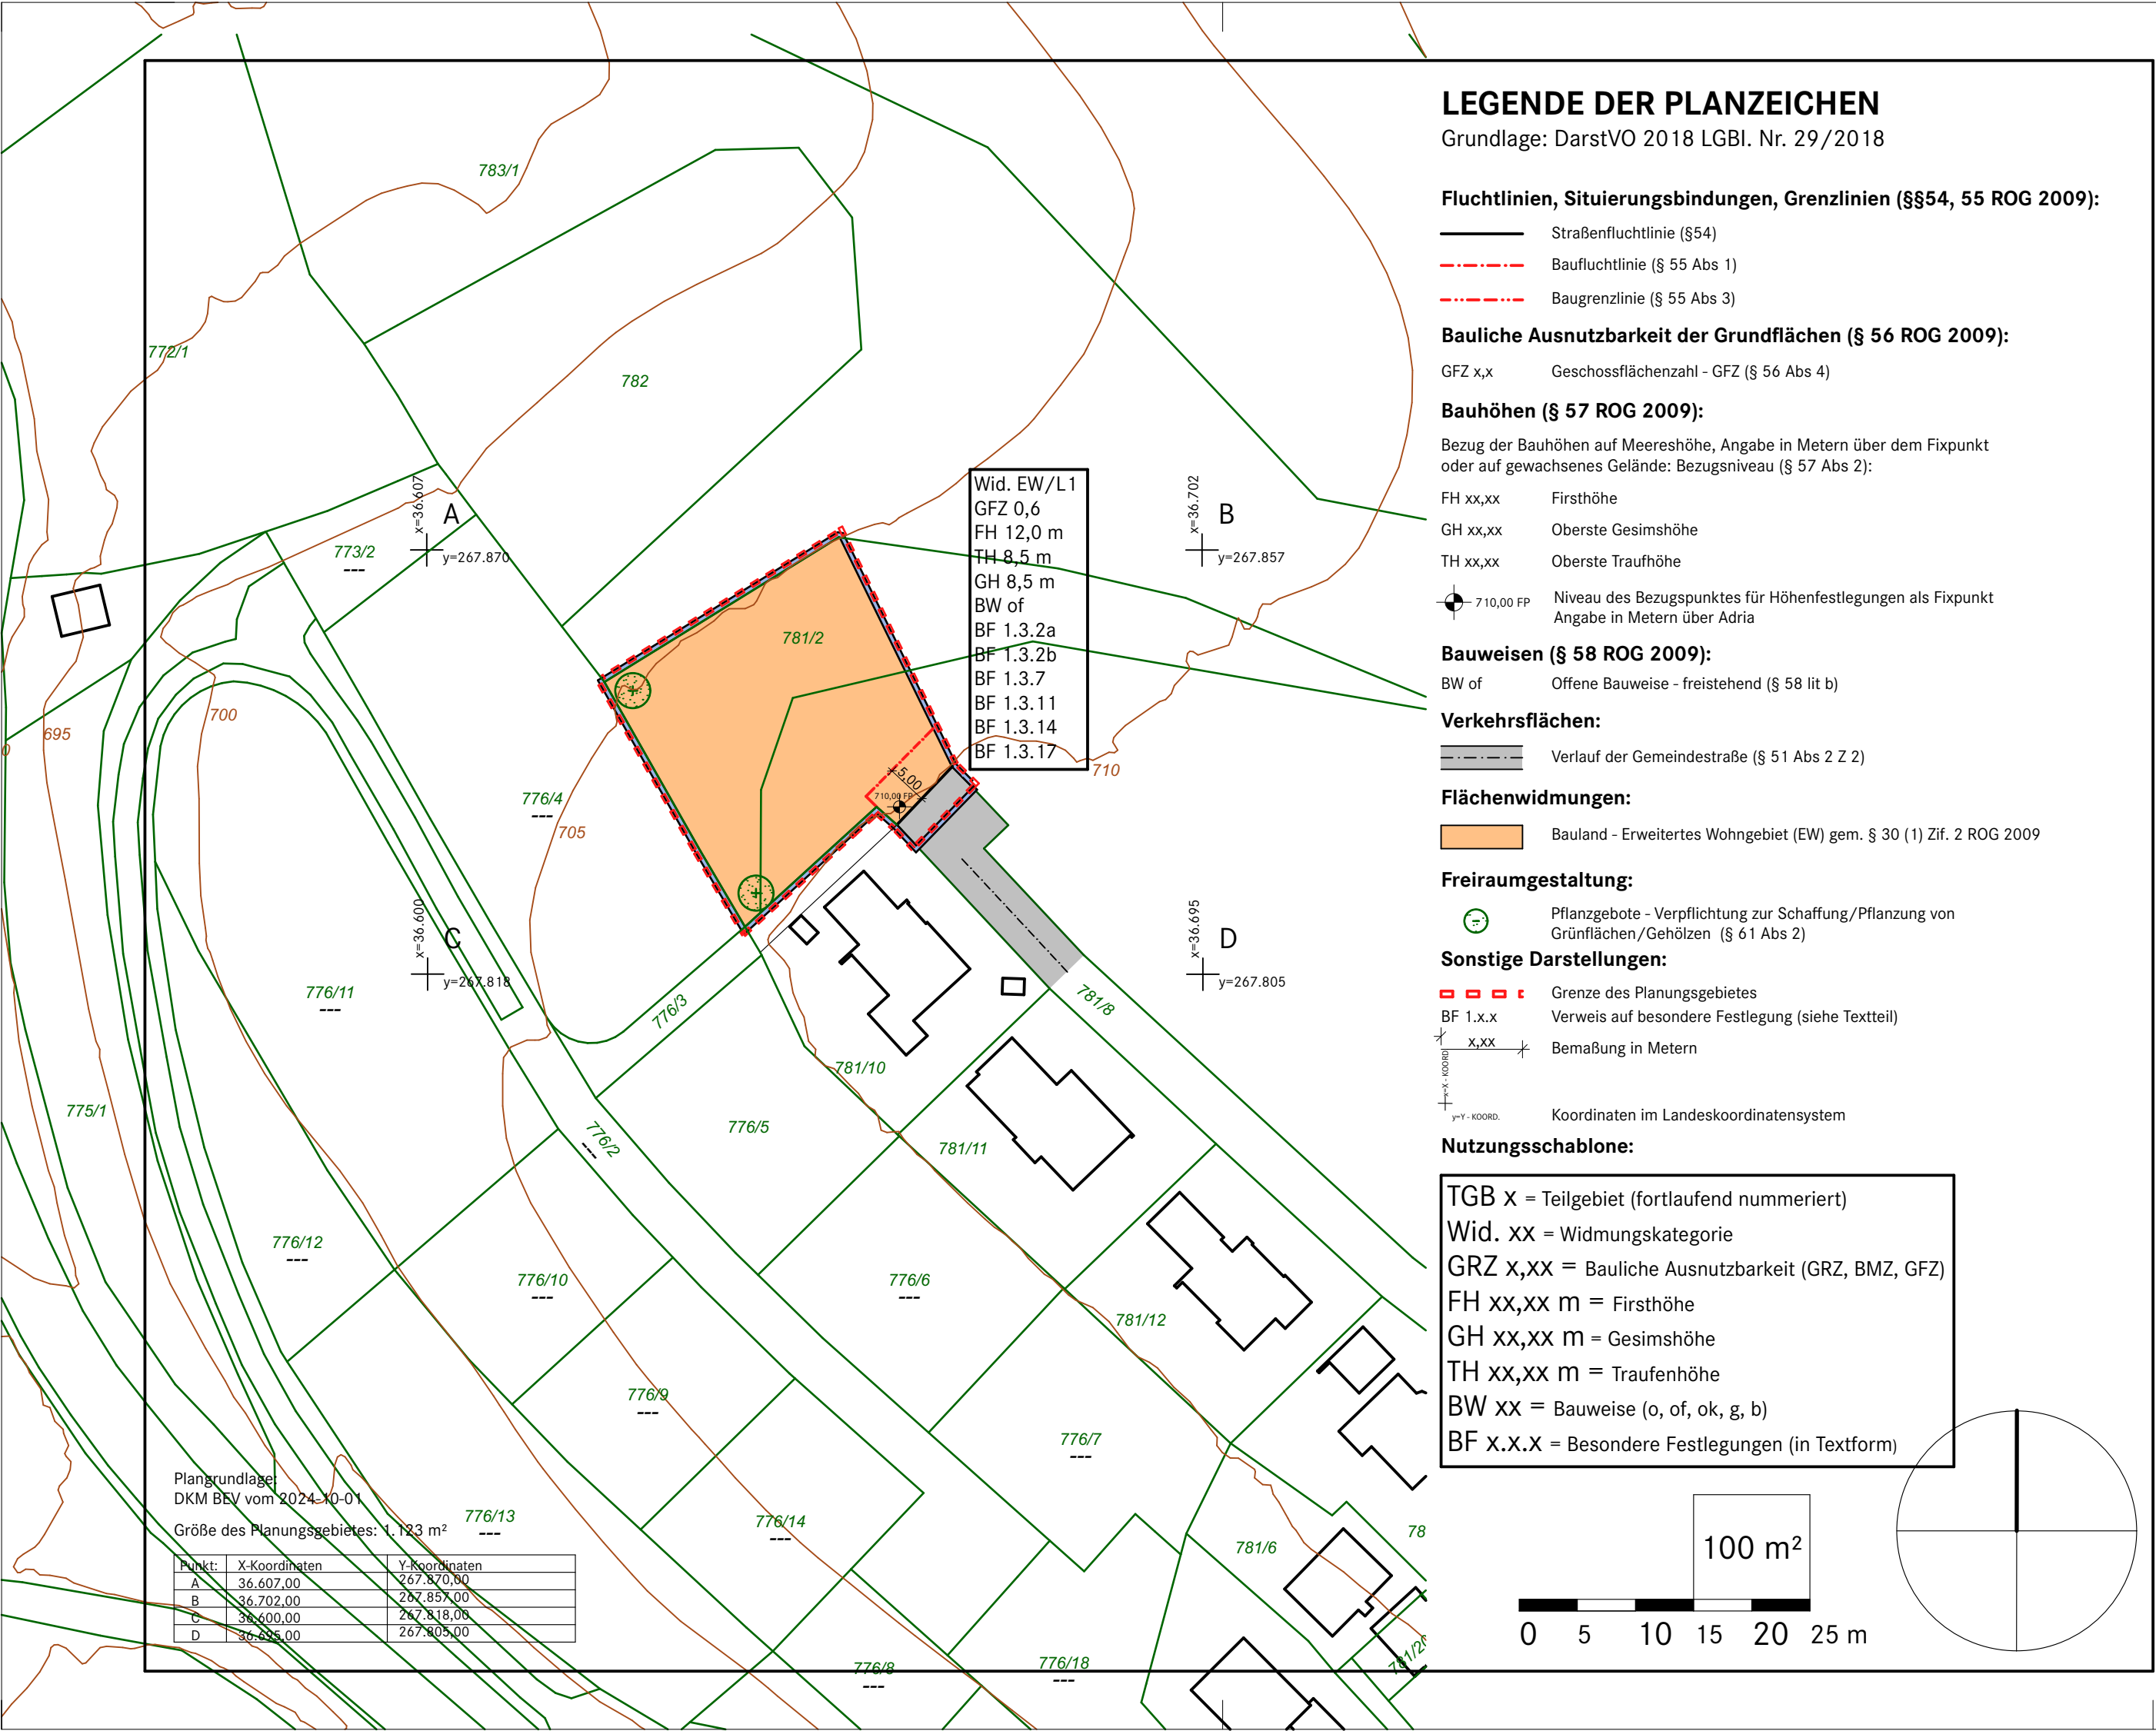 LEGENDE DER PLANZEICHEN
Grundlage: DarstVO 2018 LGBl. Nr. 29/2018
Fluchtlinien, Situierungsbindungen, Grenzlinien (§§54, 55 ROG 2009):
Straßenfluchtlinie (§54)
Baufluchtlinie (§ 55 Abs 1)
Baugrenzlinie (§ 55 Abs 3)
Bauliche Ausnutzbarkeit der Grundflächen (§ 56 ROG 2009):
GFZ x,x Geschossflächenzahl - GFZ (§ 56 Abs 4)
Bauhöhen (§ 57 ROG 2009):
Bezug der Bauhöhen auf Meereshöhe, Angabe in Metern über dem Fixpunkt
oder auf gewachsenes Gelände: Bezugsniveau (§ 57 Abs 2):
FH xx,xx Firsthöhe
GH xx,xx Oberste Gesimshöhe
TH xx,xx Oberste Traufhöhe
710,00 FP Niveau des Bezugspunktes für Höhenfestlegungen als Fixpunkt
Angabe in Metern über Adria
Bauweisen (§ 58 ROG 2009):
BW of Offene Bauweise - freistehend (§ 58 lit b)
Verkehrsflächen:
Verlauf der Gemeindestraße (§ 51 Abs 2 Z 2)
Flächenwidmungen:
Bauland - Erweitertes Wohngebiet (EW) gem. § 30 (1) Zif. 2 ROG 2009
Freiraumgestaltung:
Pflanzgebote - Verpflichtung zur Schaffung/Pflanzung von
Grünflächen/Gehölzen (§ 61 Abs 2)
Sonstige Darstellungen:
Grenze des Planungsgebietes
BF 1.x.x Verweis auf besondere Festlegung (siehe Textteil)
x,xx Bemaßung in Metern
x=X - KOORD
y=Y - KOORD. Koordinaten im Landeskoordinatensystem
Nutzungsschablone:
TGB x = Teilgebiet (fortlaufend nummeriert)
Wid. xx = Widmungskategorie
GRZ x,xx = Bauliche Ausnutzbarkeit (GRZ, BMZ, GFZ)
FH xx,xx m = Firsthöhe
GH xx,xx m = Gesimshöhe
TH xx,xx m = Traufenhöhe
BW xx = Bauweise (o, of, ok, g, b)
BF x.x.x = Besondere Festlegungen (in Textform)
100 m²
0 5 10 15 20 25 m
783/1
772/1
782
Wid. EW/L1
GFZ 0,6
FH 12,0 m
TH 8,5 m
GH 8,5 m
BW of
BF 1.3.2a
BF 1.3.2b
BF 1.3.7
BF 1.3.11
BF 1.3.14
BF 1.3.17
x=36.607
A
y=267.870
x=36.702
B
y=267.857
773/2
---
781/2
700
695
0
710
5,00
710,00 FP
776/4
---
705
x=36.600
C
y=267.818
x=36.695
D
y=267.805
776/11
---
776/3
781/8
781/10
775/1
776/5
776/2
---
781/11
776/12
---
776/10
---
776/6
---
781/12
776/9
---
776/7
---
776/13
---
776/14
---
781/6
78
781/20
776/8
---
776/18
---
Plangrundlage:
DKM BEV vom 2024-10-01
Größe des Planungsgebietes: 1.123 m²
Punkt: X-Koordinaten Y-Koordinaten
A 36.607,00 267.870,00
B 36.702,00 267.857,00
C 36.600,00 267.818,00
D 36.695,00 267.805,00